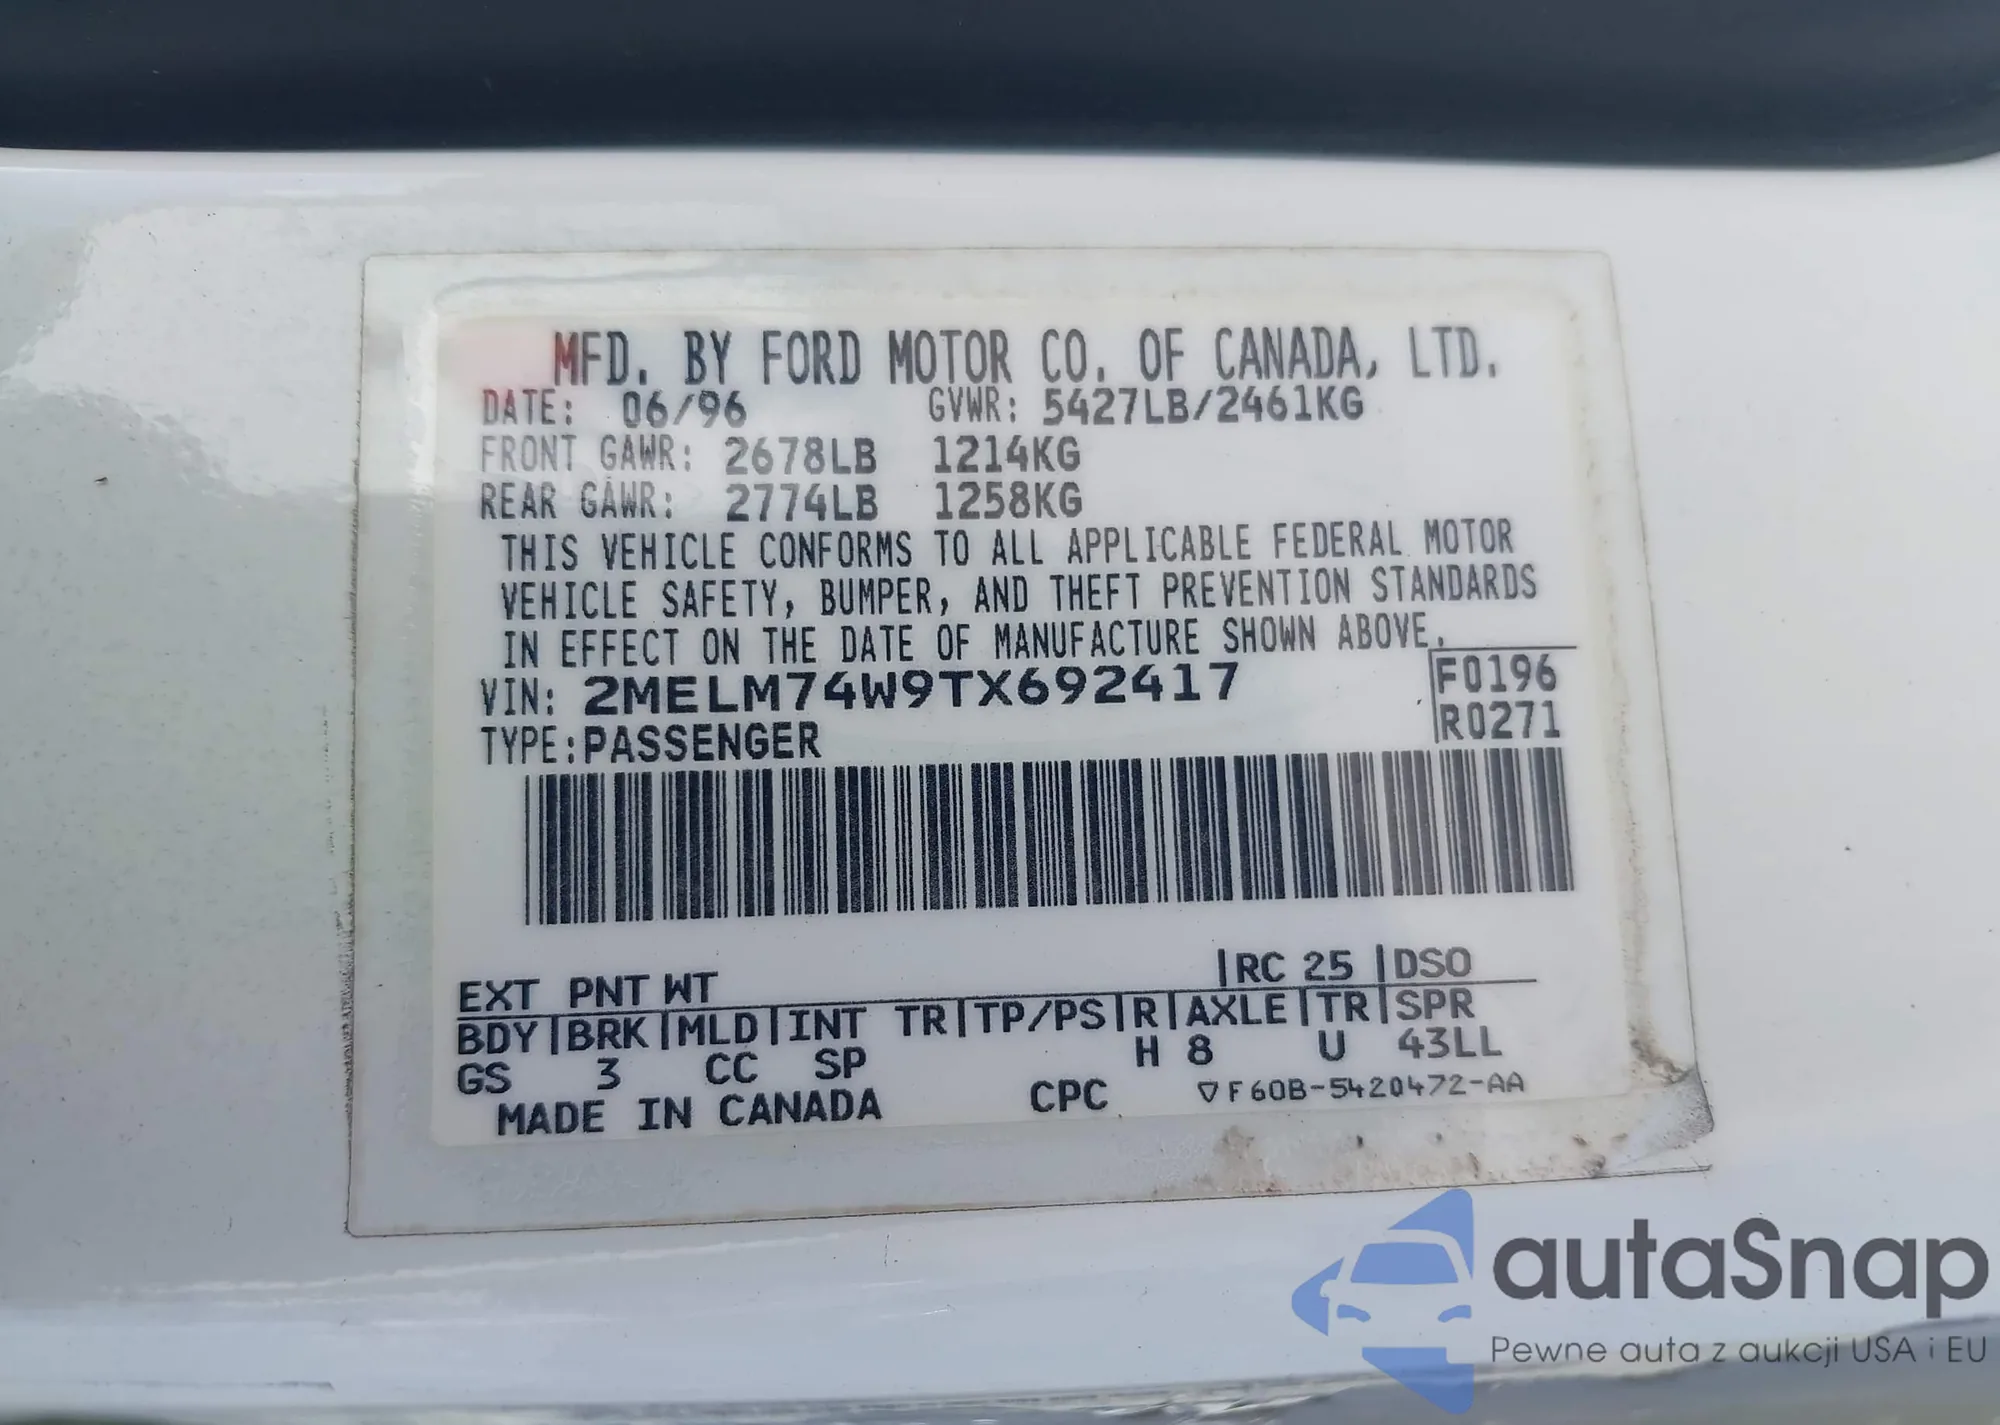 MFD. BY FORD MOTOR CO. OF CANADA, LTD.
DATE: 06/96 GVWR: 5427LB/2461KG
FRONT GAWR: 2678LB 1214KG
REAR GAWR: 2774LB 1258KG
THIS VEHICLE CONFORMS TO ALL APPLICABLE FEDERAL MOTOR
VEHICLE SAFETY, BUMPER, AND THEFT PREVENTION STANDARDS
IN EFFECT ON THE DATE OF MANUFACTURE SHOWN ABOVE.
VIN: 2MELM74W9TX692417 F0196
TYPE:PASSENGER R0271
EXT PNT WT |RC 25 |DSO
BDY|BRK|MLD|INT TR|TP/PS|R|AXLE|TR|SPR
GS 3 CC SP H 8 U 43LL
MADE IN CANADA CPC ▽F60B-5420472-AA
autaSnap
Pewne auta z aukcji USA i EU